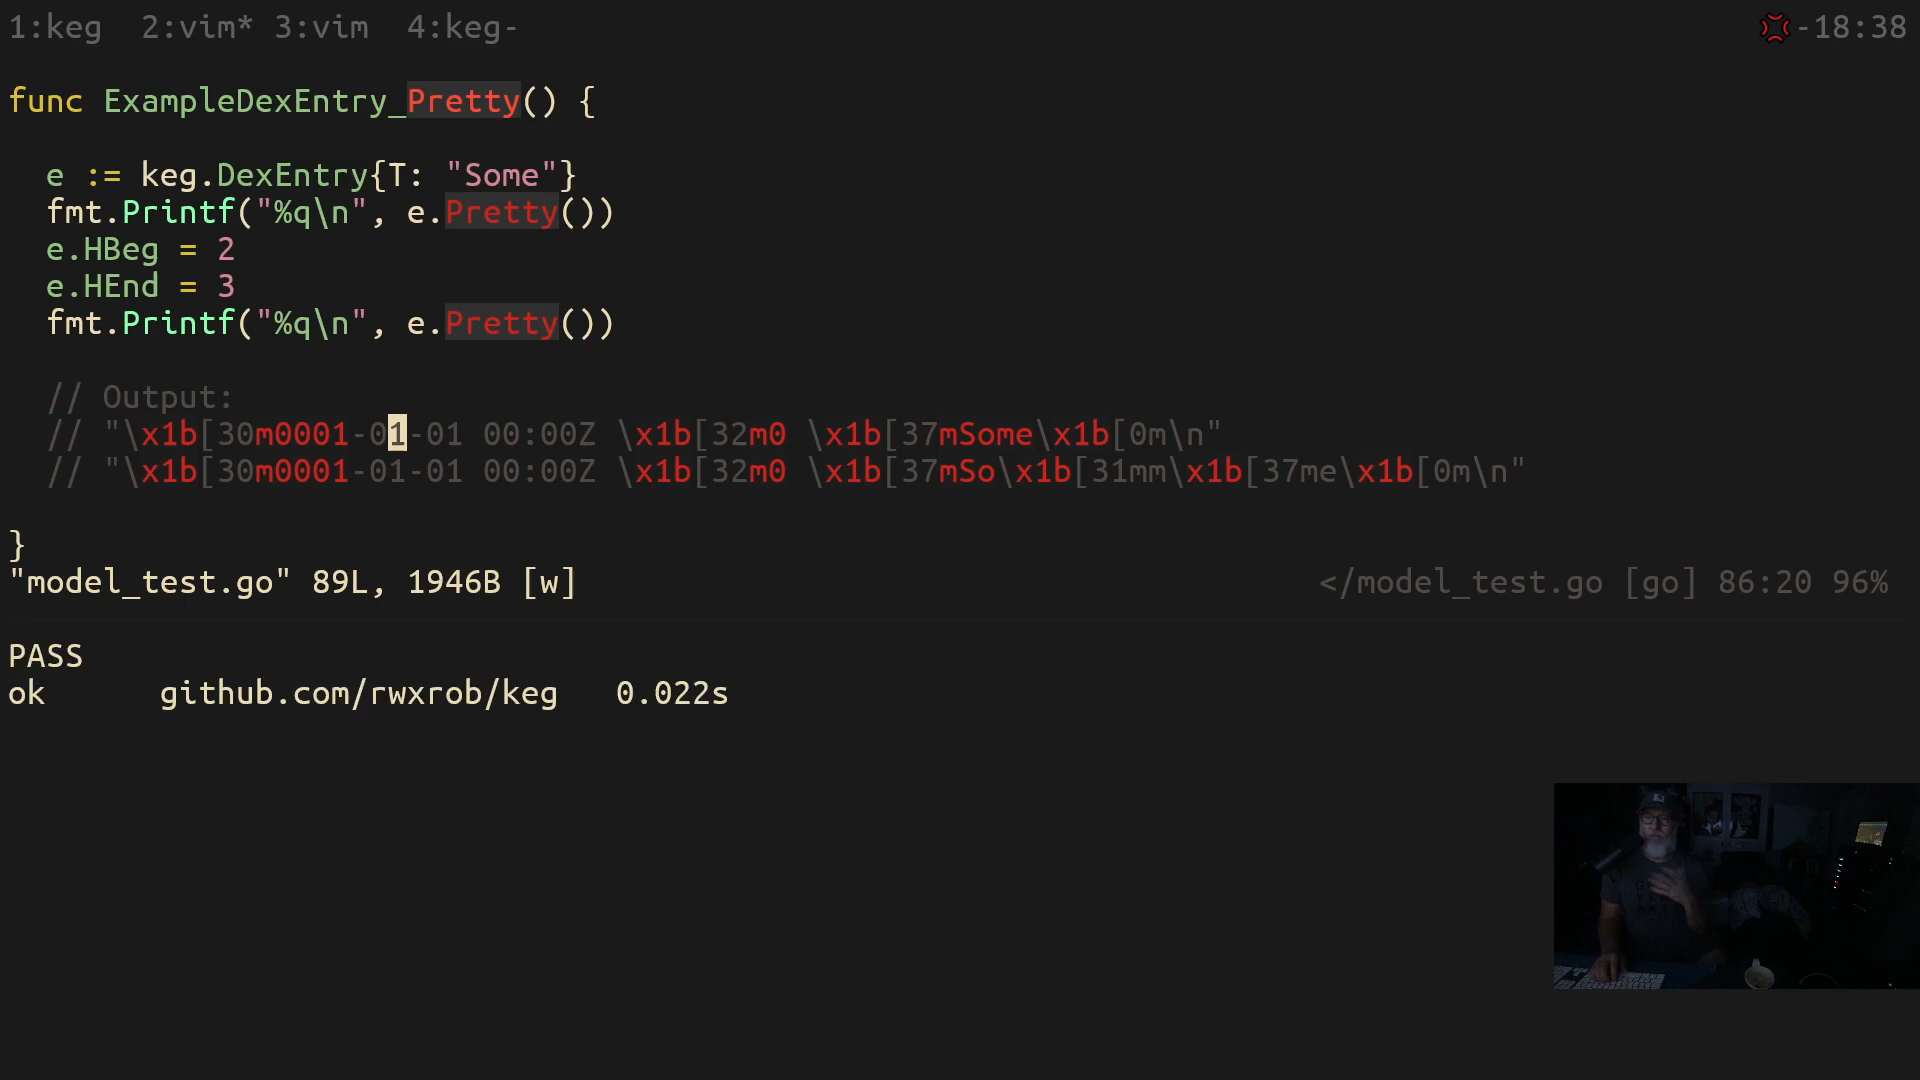 1:keg  2:vim* 3:vim  4:keg-
-18:38
func ExampleDexEntry_Pretty() {
e := keg.DexEntry{T: "Some"}
fmt.Printf("%q\n", e.Pretty())
e.HBeg = 2
e.HEnd = 3
fmt.Printf("%q\n", e.Pretty())
// Output:
// "\x1b[30m0001-01-01 00:00Z \x1b[32m0 \x1b[37mSome\x1b[0m\n"
// "\x1b[30m0001-01-01 00:00Z \x1b[32m0 \x1b[37mSo\x1b[31mm\x1b[37me\x1b[0m\n"
}
"model_test.go" 89L, 1946B [w]
</model_test.go [go] 86:20 96%
PASS
ok      github.com/rwxrob/keg   0.022s